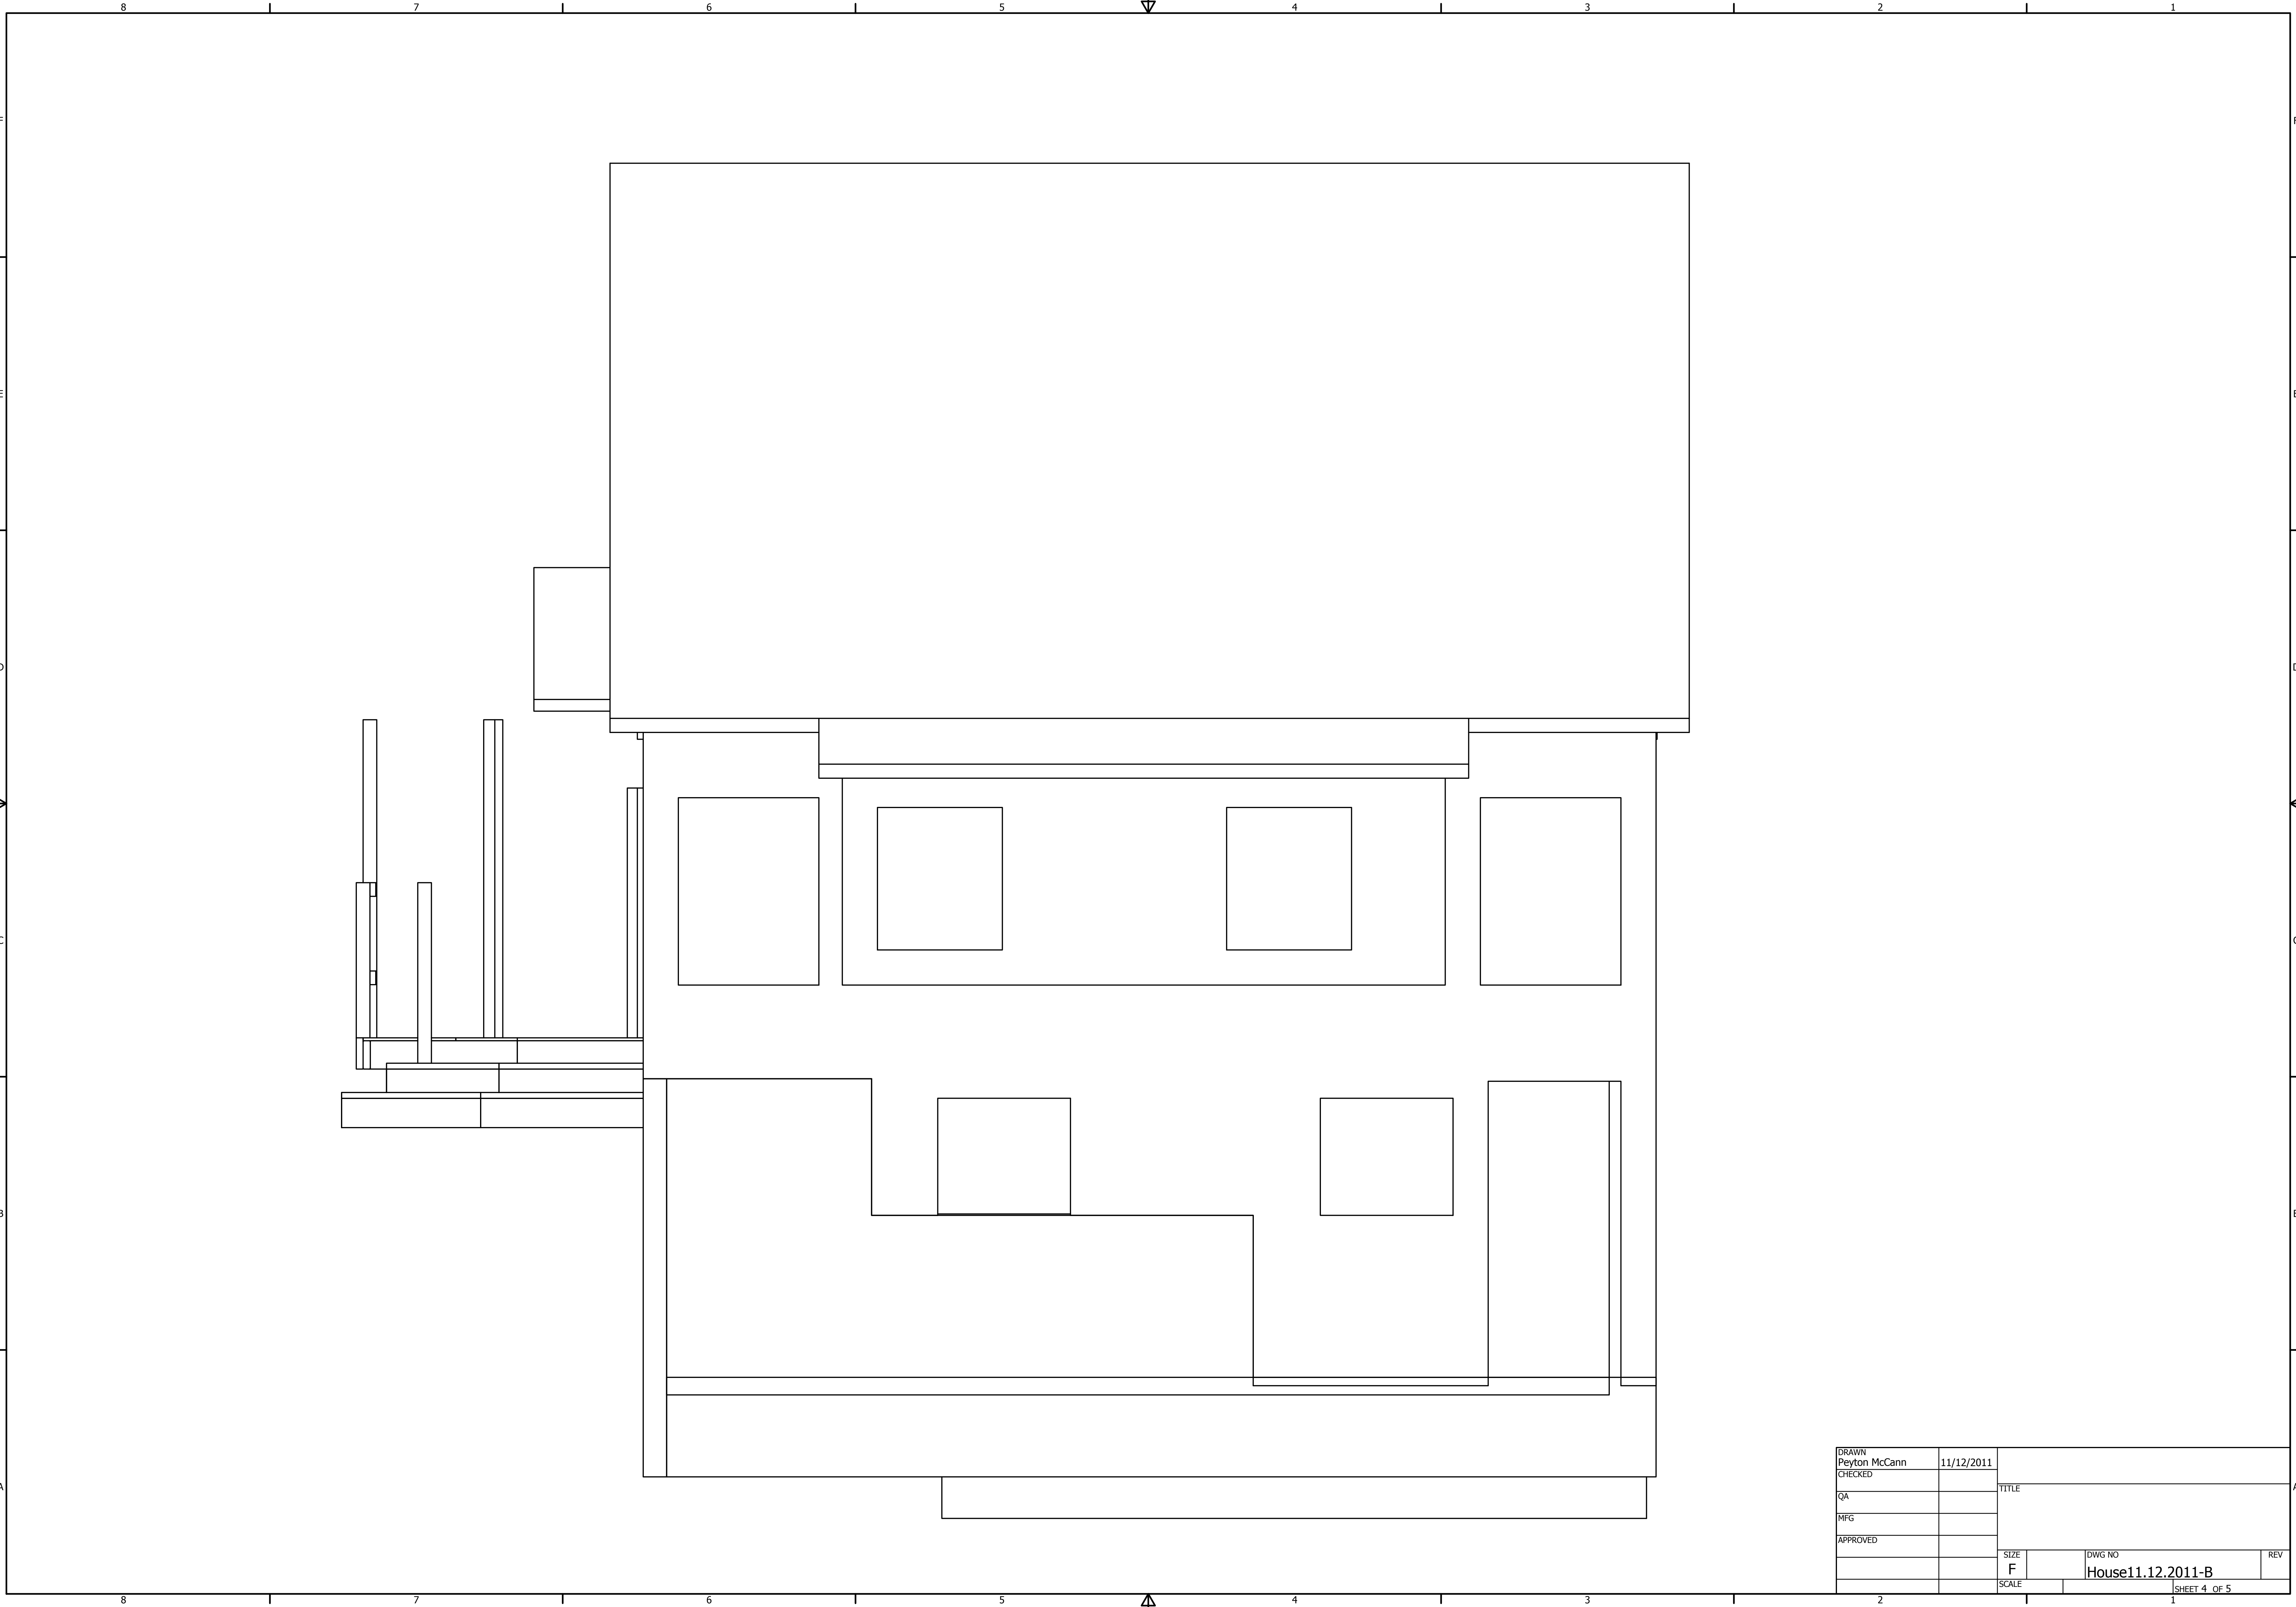 8 7 6 5 4 3 2 1
F F
E E
D D
C C
B B
A A
DRAWN
Peyton McCann 11/12/2011
CHECKED
TITLE
QA
MFG
APPROVED
SIZE DWG NO REV
F House11.12.2011-B
SCALE SHEET 4 OF 5
8 7 6 5 4 3 2 1